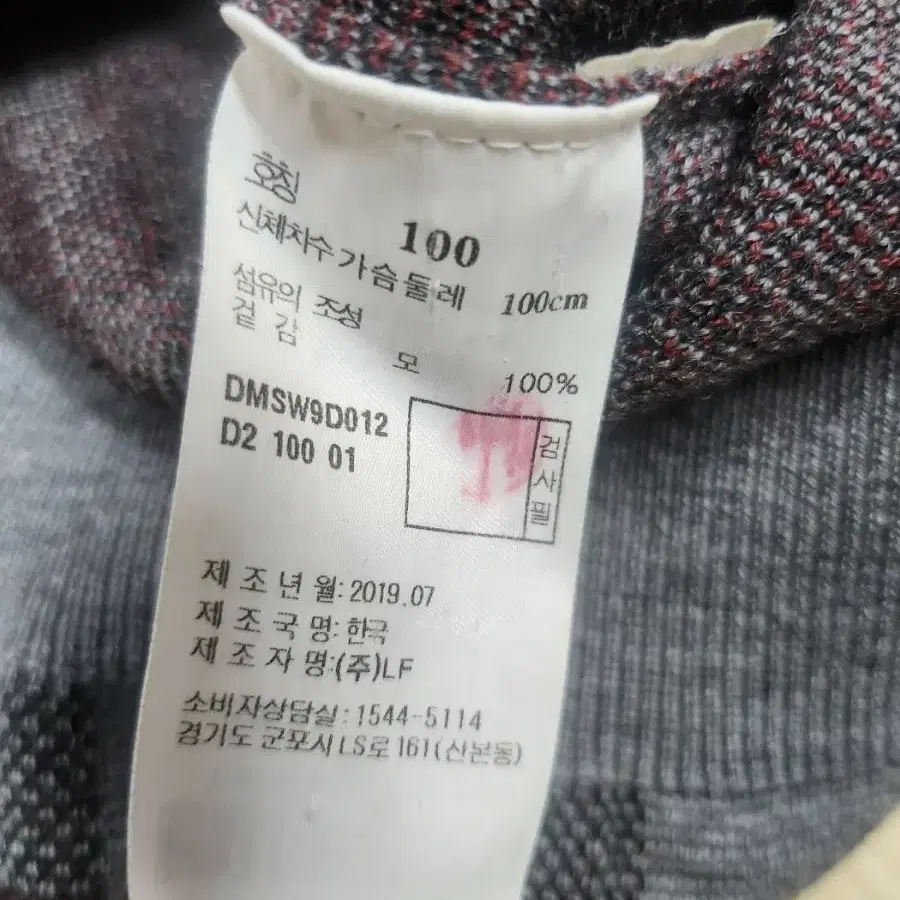 호칭 100
신체치수 가슴둘레 100cm
섬유의 조성
겉감 모 100%
DMSW9D012
D2 100 01
검사필
제조년월: 2019.07
제조국명: 한국
제조자명: (주)LF
소비자상담실: 1544-5114
경기도 군포시 LS로 161(산본동)